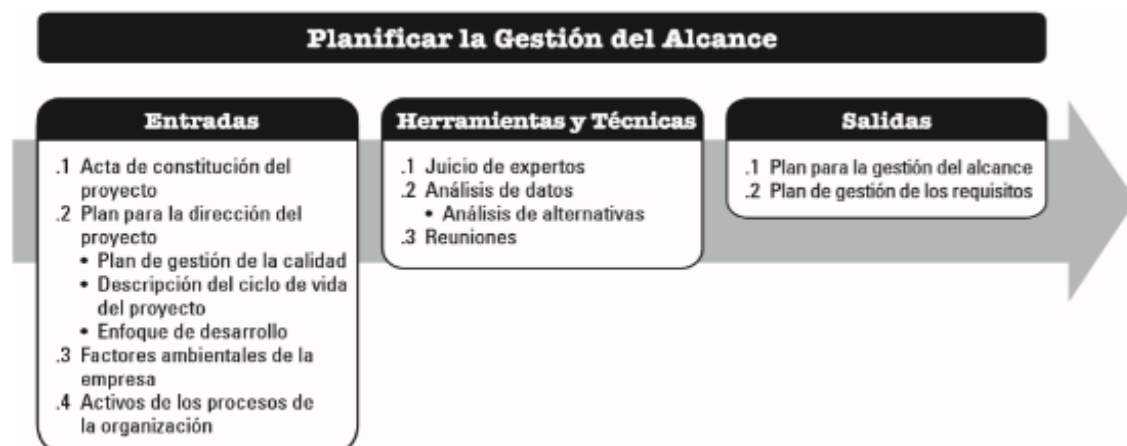 Planificar la Gestión del Alcance
Entradas
.1 Acta de constitución del
proyecto
.2 Plan para la dirección del
proyecto
• Plan de gestión de la calidad
• Descripción del ciclo de vida
del proyecto
• Enfoque de desarrollo
.3 Factores ambientales de la
empresa
.4 Activos de los procesos de
la organización
Herramientas y Técnicas
.1 Juicio de expertos
.2 Análisis de datos
• Análisis de alternativas
.3 Reuniones
Salidas
.1 Plan para la gestión del alcance
.2 Plan de gestión de los requisitos